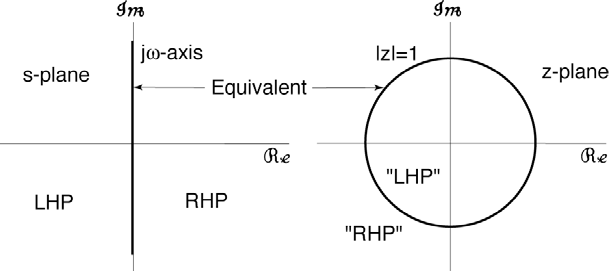 ℐ𝓂
s-plane
jω-axis
Equivalent
ℛℯ
LHP
RHP
ℐ𝓂
|z|=1
z-plane
ℛℯ
"LHP"
"RHP"